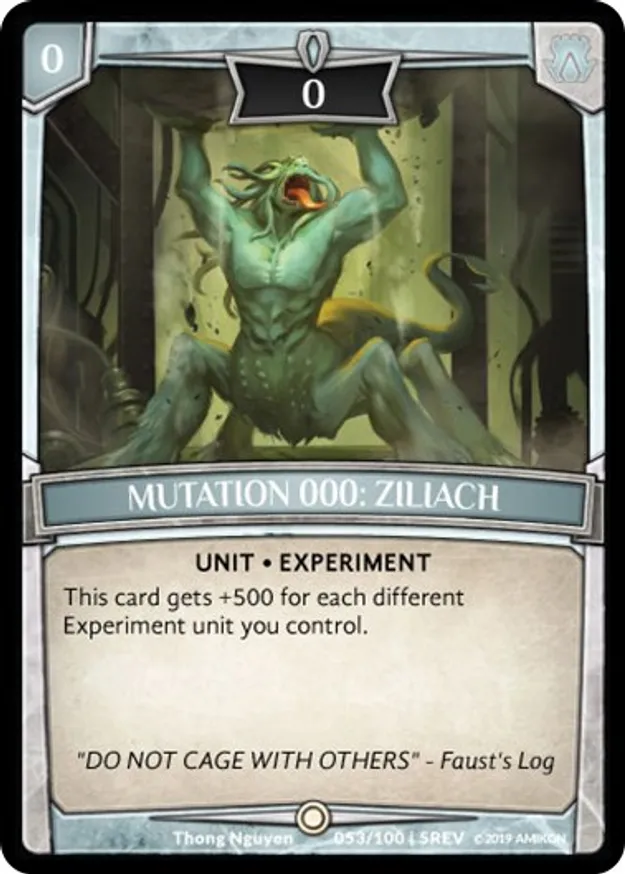 0
0
MUTATION 000: ZILIACH
UNIT • EXPERIMENT
This card gets +500 for each different
Experiment unit you control.
"DO NOT CAGE WITH OTHERS" - Faust's Log
Thong Nguyen 053/100 | SREV ©2019 AMIKON